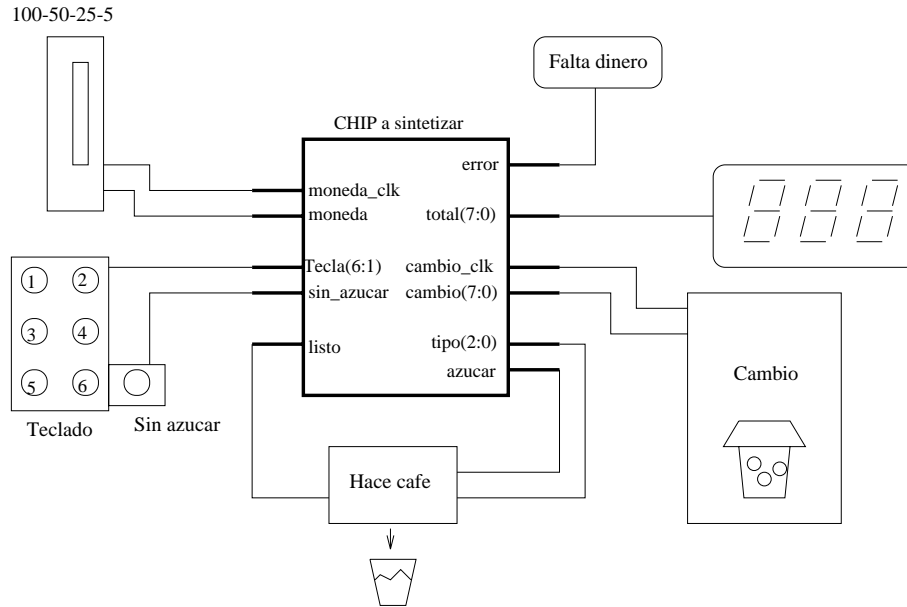 100-50-25-5
Falta dinero
CHIP a sintetizar
error
moneda_clk
moneda
total(7:0)
Tecla(6:1)
cambio_clk
sin_azucar
cambio(7:0)
listo
tipo(2:0)
azucar
1
2
3
4
5
6
Teclado
Sin azucar
Cambio
Hace cafe